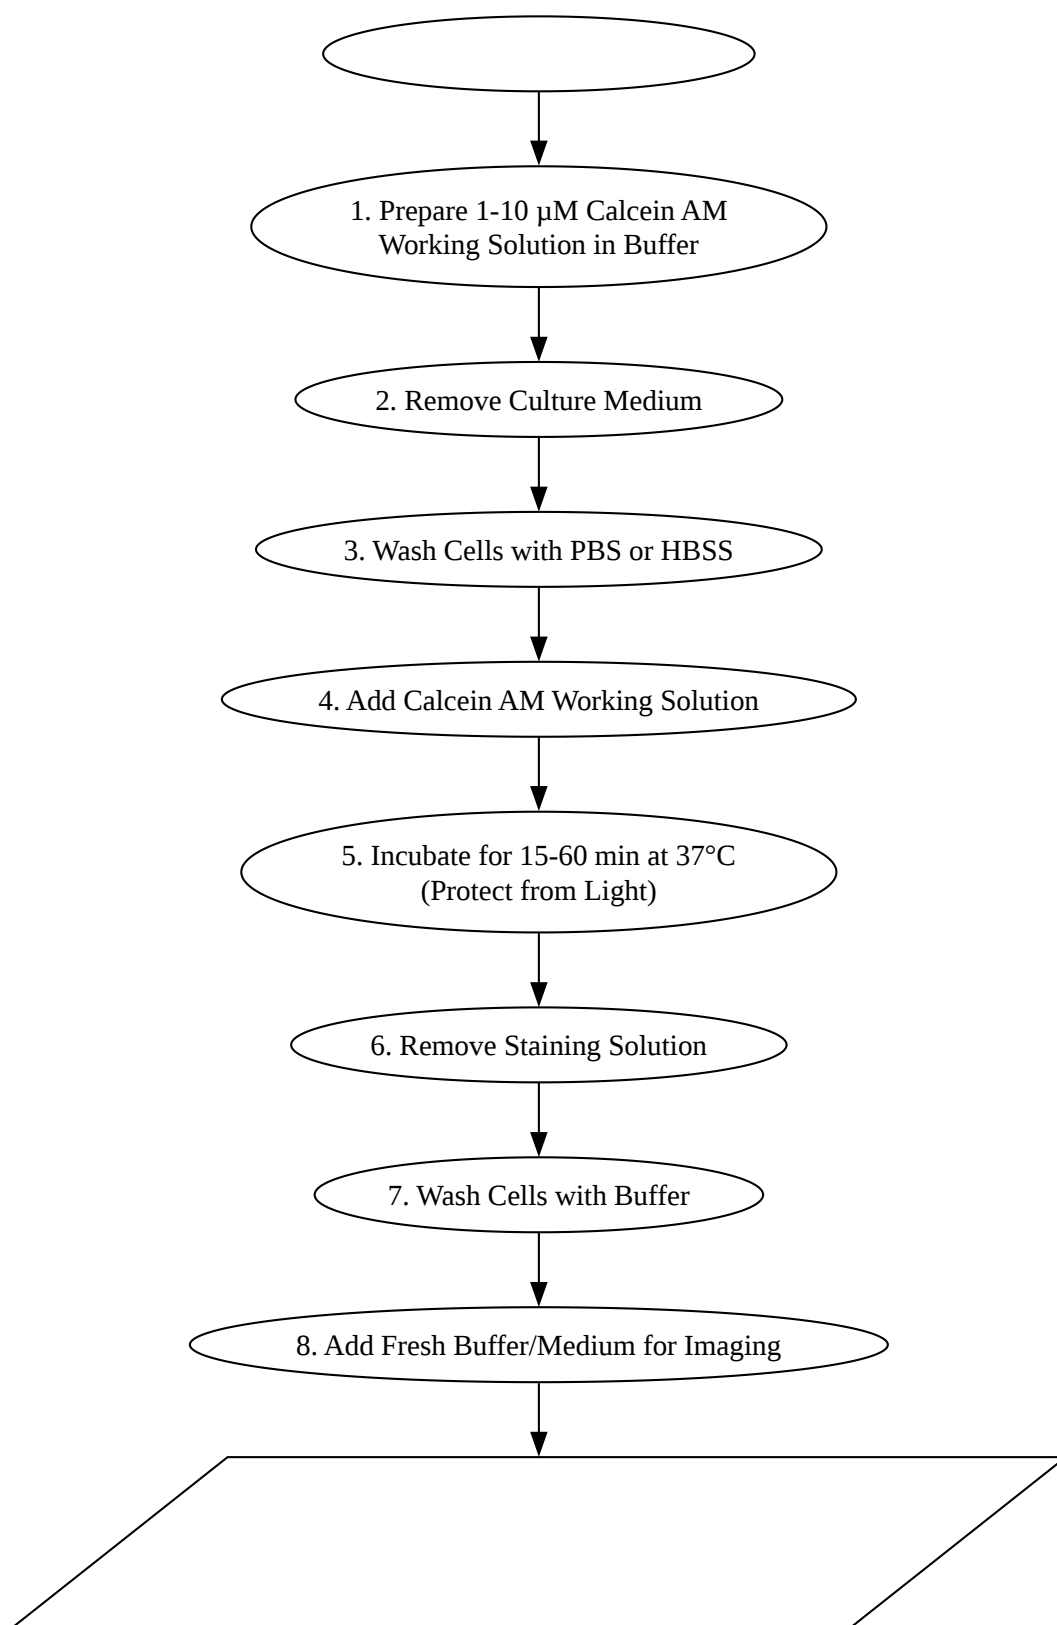 1. Prepare 1-10 µM Calcein AM
Working Solution in Buffer
2. Remove Culture Medium
3. Wash Cells with PBS or HBSS
4. Add Calcein AM Working Solution
5. Incubate for 15-60 min at 37°C
(Protect from Light)
6. Remove Staining Solution
7. Wash Cells with Buffer
8. Add Fresh Buffer/Medium for Imaging